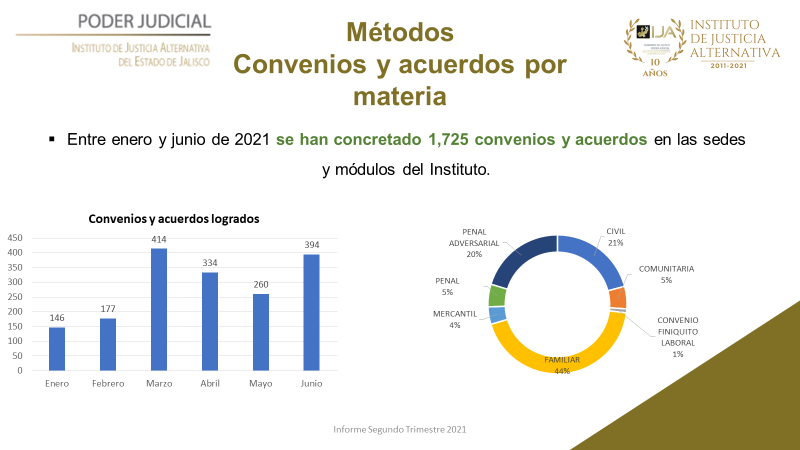 PODER JUDICIAL
INSTITUTO DE JUSTICIA ALTERNATIVA
DEL ESTADO DE JALISCO
Métodos
Convenios y acuerdos por
materia
IJA
10
AÑOS
INSTITUTO
DE JUSTICIA
ALTERNATIVA
2011-2021
▪ Entre enero y junio de 2021 se han concretado 1,725 convenios y acuerdos en las sedes
y módulos del Instituto.
Convenios y acuerdos logrados
450
400
350
300
250
200
150
100
50
0
146
177
414
334
260
394
Enero Febrero Marzo Abril Mayo Junio
PENAL
ADVERSARIAL
20%
CIVIL
21%
COMUNITARIA
5%
PENAL
5%
MERCANTIL
4%
CONVENIO
FINIQUITO
LABORAL
1%
FAMILIAR
44%
Informe Segundo Trimestre 2021